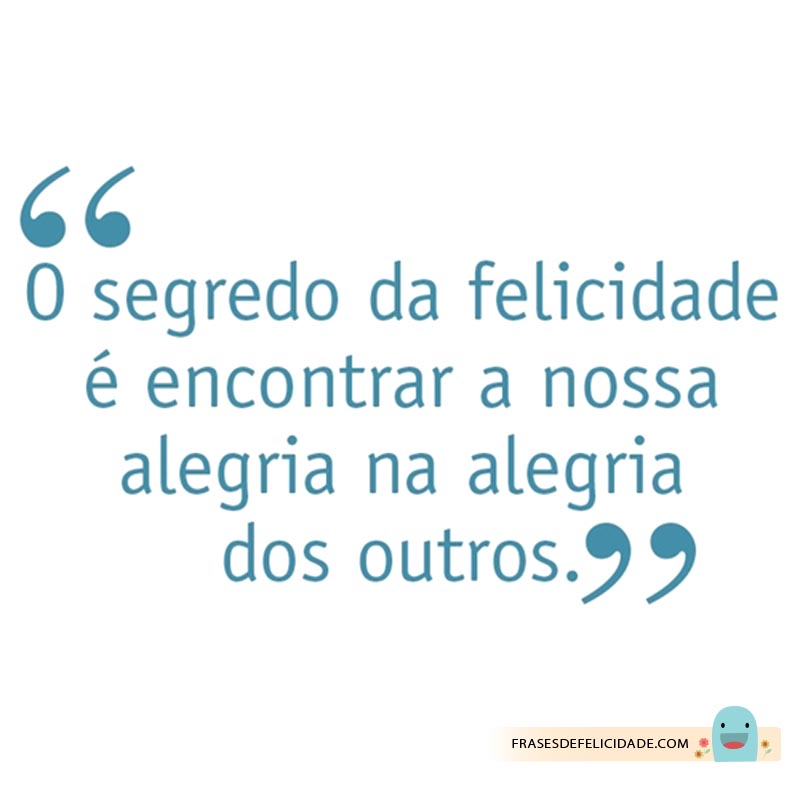 “O segredo da felicidade
é encontrar a nossa
alegria na alegria
dos outros.”
FRASESDEFELICIDADE.COM